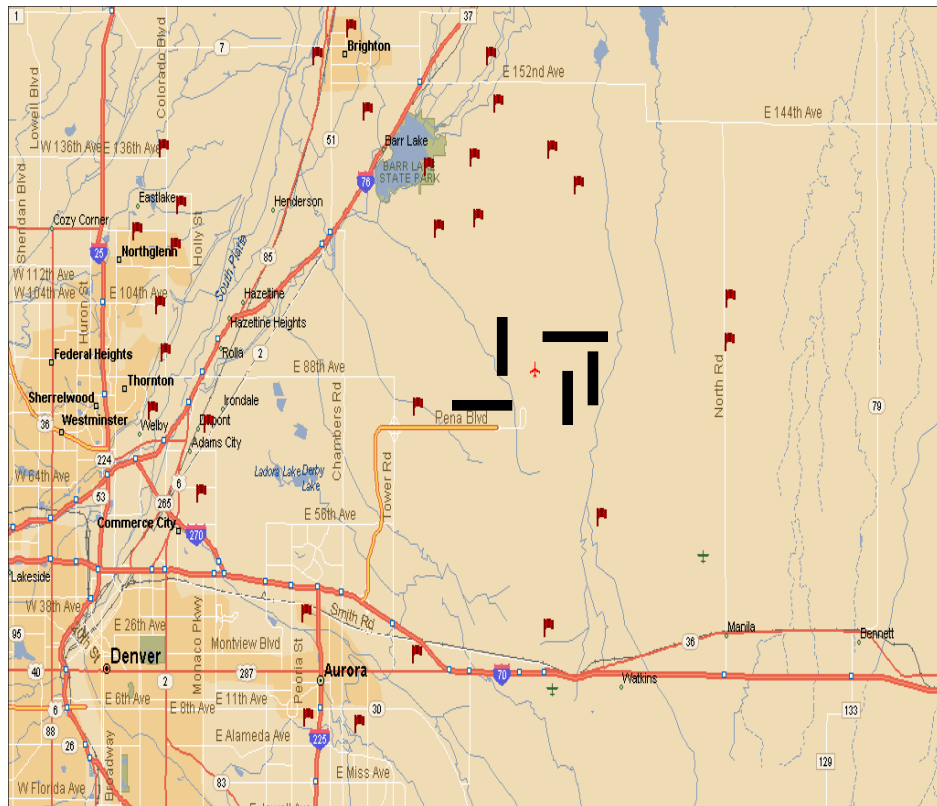 1
37
Brighton
7
E 152nd Ave
Lowell Blvd
Colorado Blvd
E 144th Ave
51
W 136th Ave
E 136th Ave
Barr Lake
BARR LAKE
STATE PARK
Sheridan Blvd
76
Eastlake
Holly St
Henderson
Cozy Corner
25
Northglenn
85
South Platte
W 112th Ave
W 104th Ave
E 104th Ave
Huron St
Hazeltine
Hazeltine Heights
Rolla
2
Federal Heights
E 88th Ave
Thornton
North Rd
Sherrelwood
Irondale
Chambers Rd
Pena Blvd
79
36
Westminster
Welby
Dupont
Adams City
224
Tower Rd
W 64th Ave
Ladora Lake
Derby
Lake
6
53
265
E 56th Ave
Commerce City
270
Lakeside
W 38th Ave
Smith Rd
95
40th St
E 26th Ave
Monaco Pkwy
Montview Blvd
Peoria St
Manila
36
Bennett
Denver
40
287
Aurora
70
Watkins
2
E 6th Ave
E 8th Ave
E 11th Ave
6
30
133
88
26
Broadway
E Alameda Ave
225
129
E Miss Ave
83
W Florida Ave